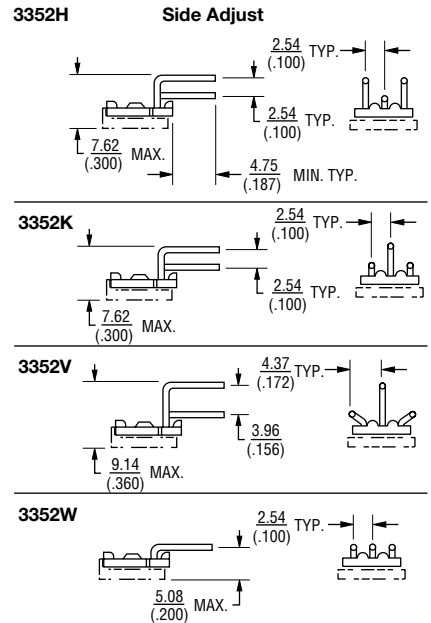 3352H Side Adjust
2.54 TYP.
(.100)
2.54 TYP.
(.100)
7.62 MAX.
(.300)
4.75 MIN. TYP.
(.187)
3352K
2.54 TYP.
(.100)
2.54 TYP.
(.100)
7.62 MAX.
(.300)
3352V
4.37 TYP.
(.172)
3.96
(.156)
9.14 MAX.
(.360)
3352W
2.54 TYP.
(.100)
5.08 MAX.
(.200)